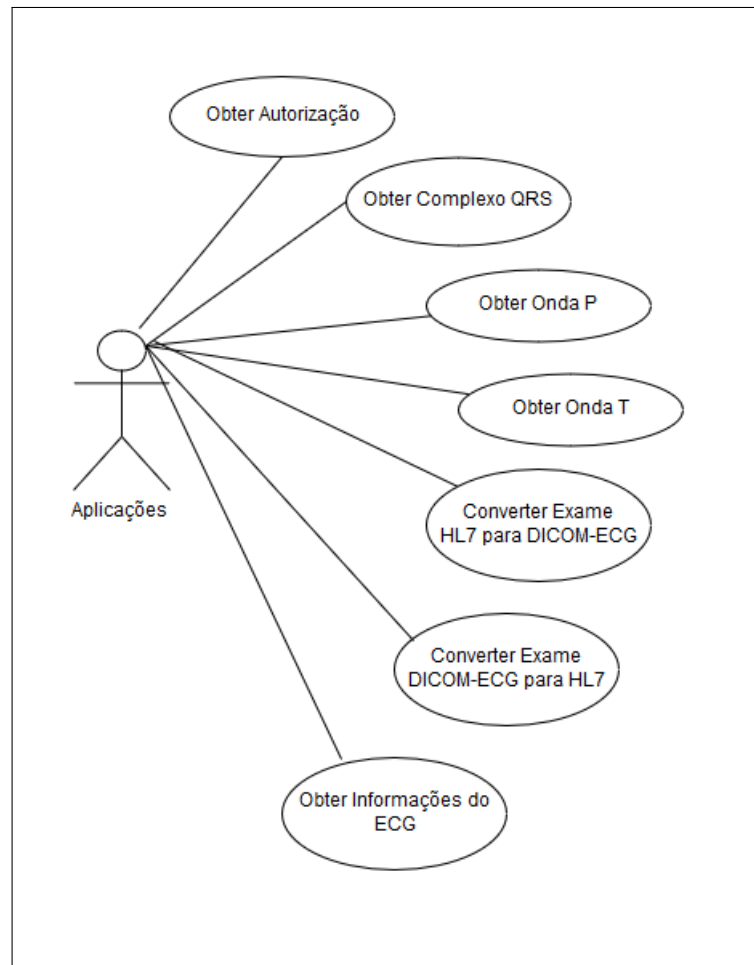 Obter Autorização
Obter Complexo QRS
Obter Onda P
Obter Onda T
Aplicações
Converter Exame
HL7 para DICOM-ECG
Converter Exame
DICOM-ECG para HL7
Obter Informações do
ECG